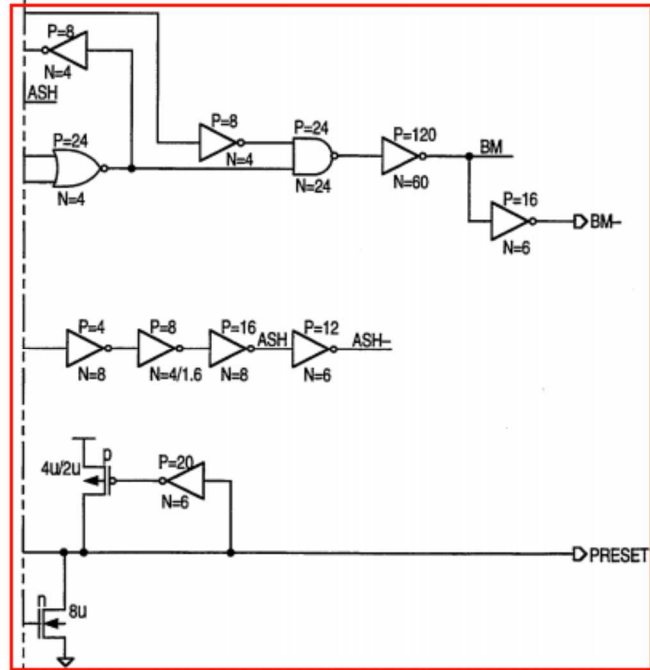 P=8
N=4
ASH
P=24
N=4
P=8
N=4
P=24
N=24
P=120
N=60
BM
P=16
N=6
BM–
P=4
N=8
P=8
N=4/1.6
P=16
N=8
ASH
P=12
N=6
ASH–
p
4u/2u
P=20
N=6
PRESET
n
8u